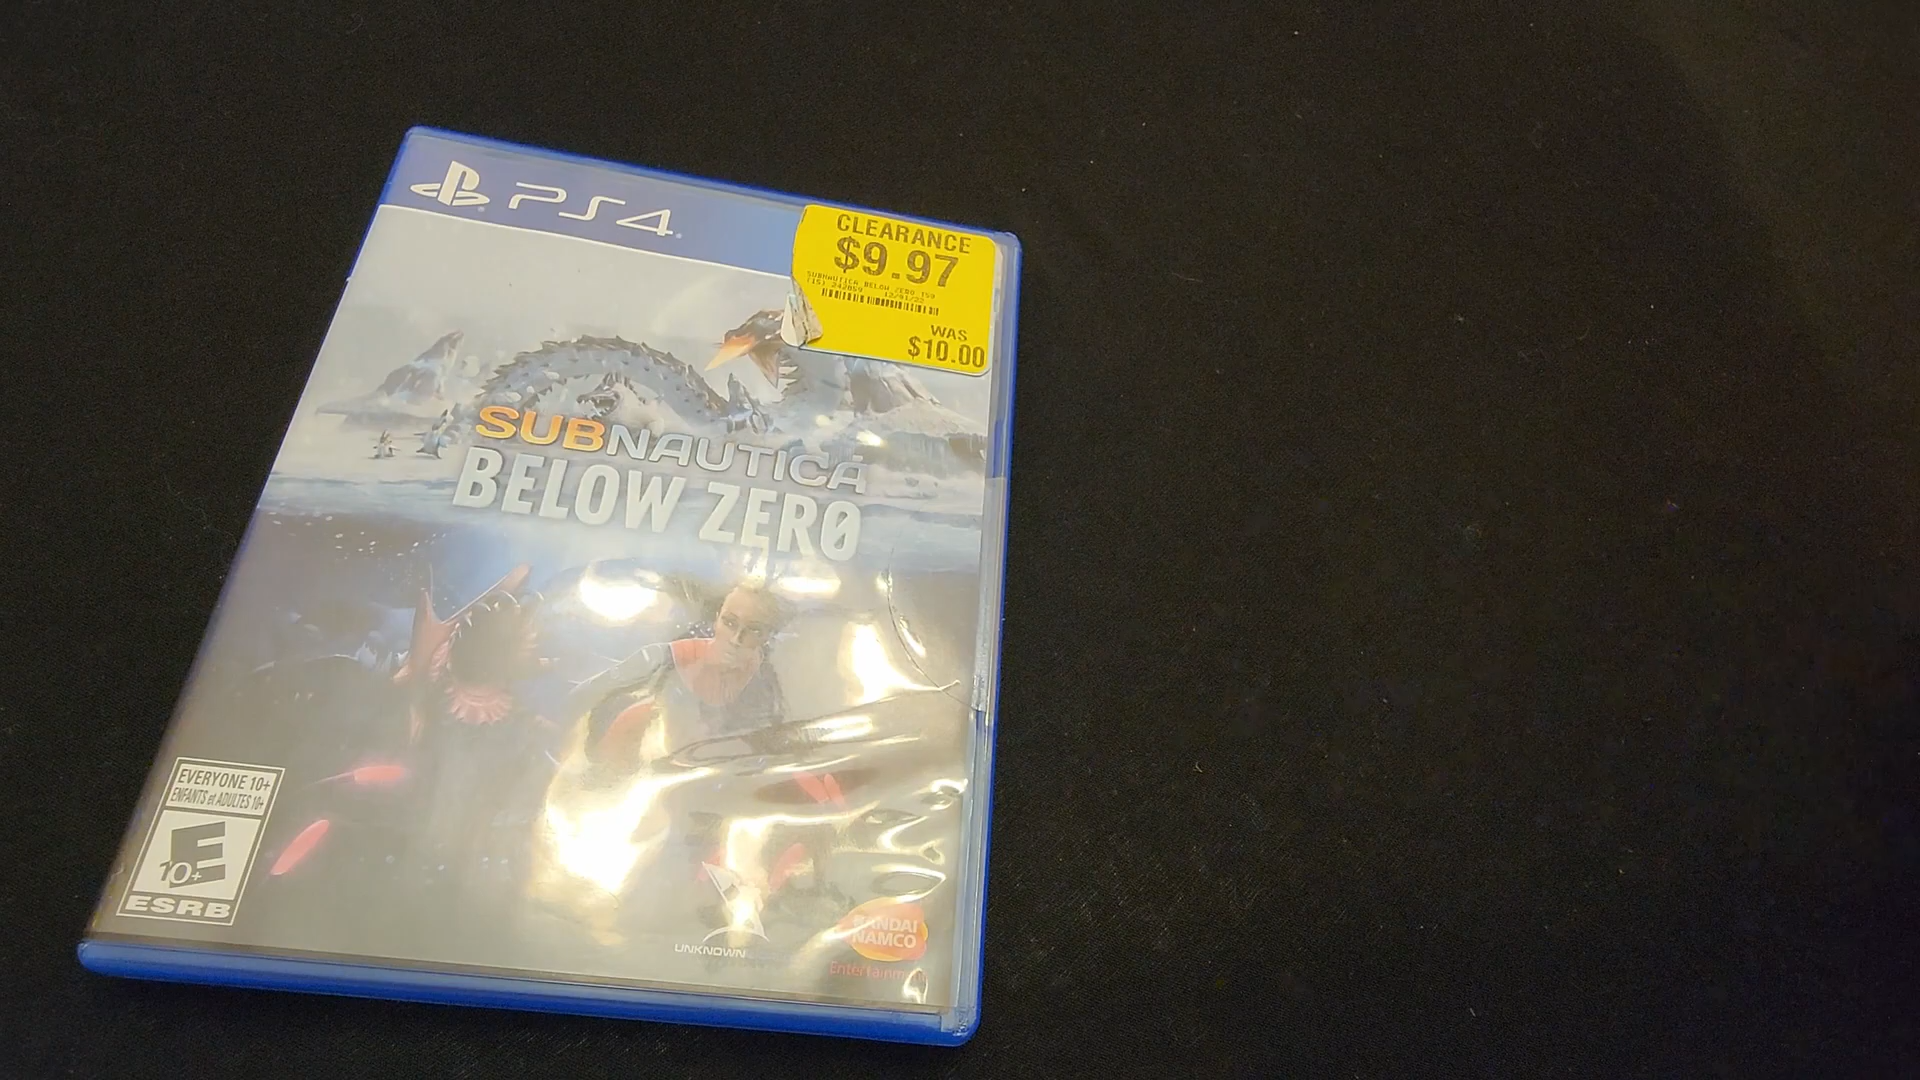 PS4
CLEARANCE
$9.97
SUBNAUTICA BELOW ZERO
WAS
$10.00
SUBNAUTICA
BELOW ZERO
EVERYONE 10+
ENFANTS et ADULTES 10+
E
10+
ESRB
UNKNOWN
BANDAI
NAMCO
Entertainment